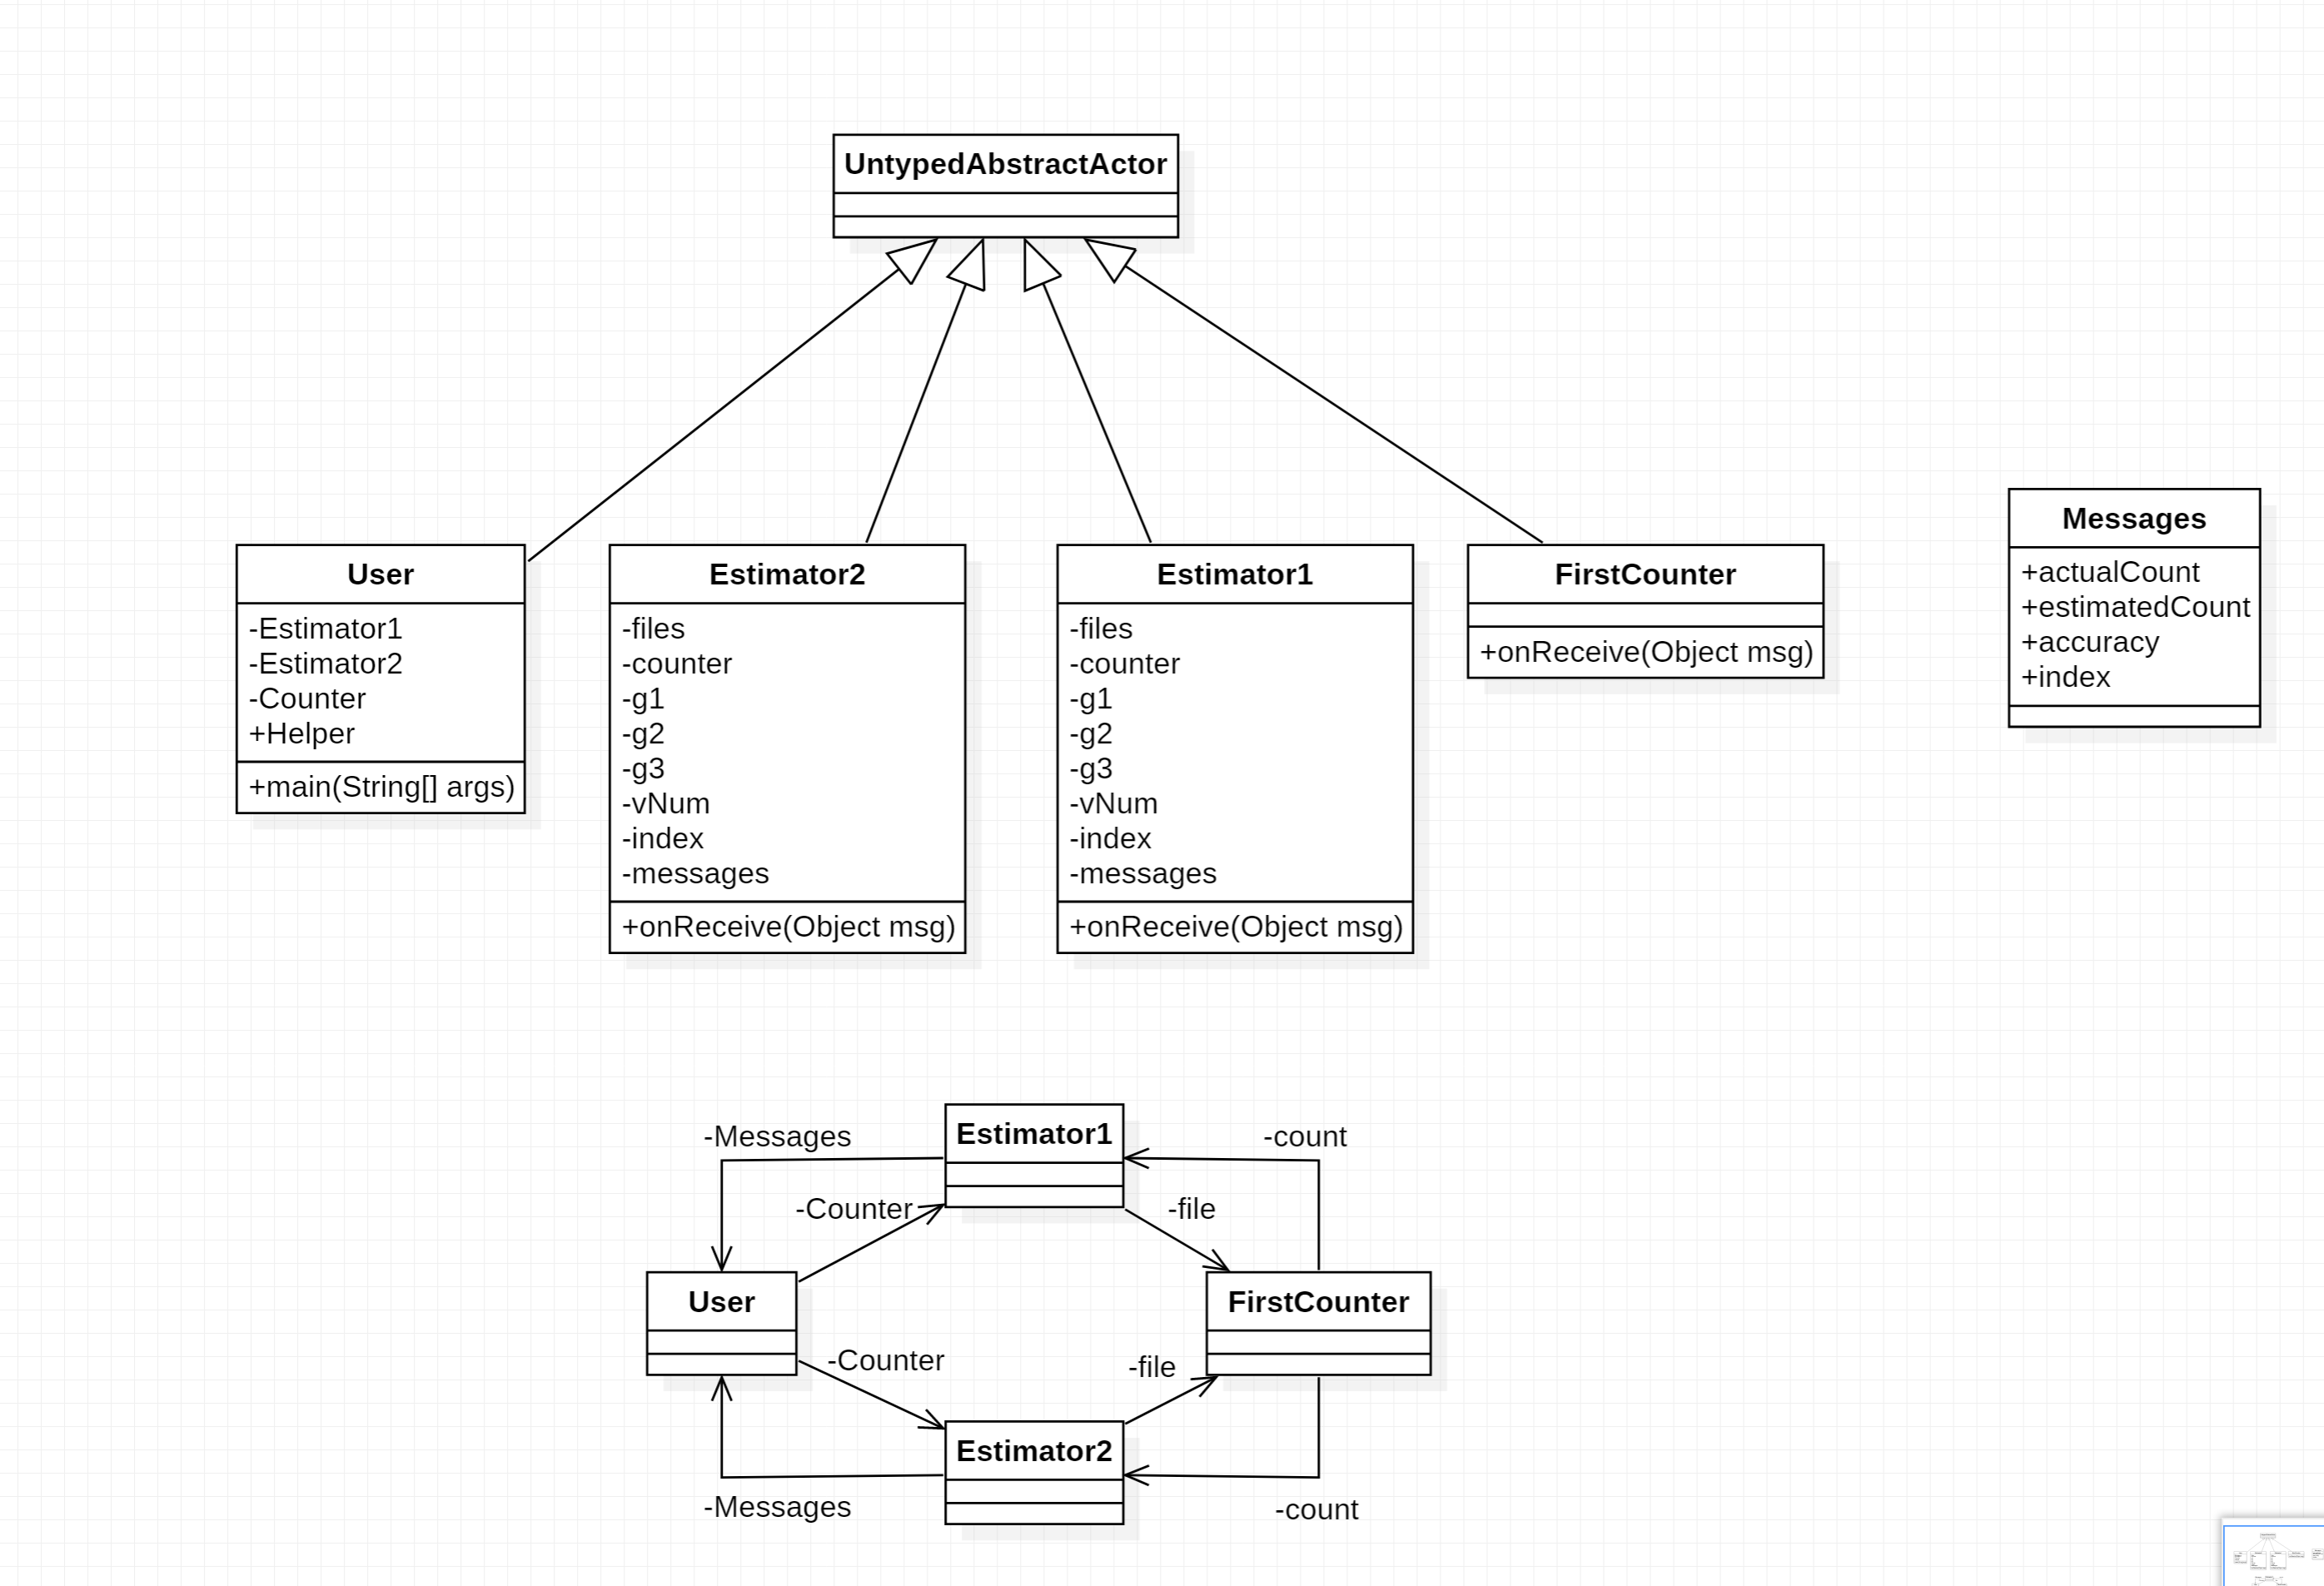 UntypedAbstractActor
User
-Estimator1
-Estimator2
-Counter
+Helper
+main(String[] args)
Estimator2
-files
-counter
-g1
-g2
-g3
-vNum
-index
-messages
+onReceive(Object msg)
Estimator1
-files
-counter
-g1
-g2
-g3
-vNum
-index
-messages
+onReceive(Object msg)
FirstCounter
+onReceive(Object msg)
Messages
+actualCount
+estimatedCount
+accuracy
+index
-Messages
Estimator1
-count
-Counter
-file
User
FirstCounter
-Counter
-file
Estimator2
-Messages
-count